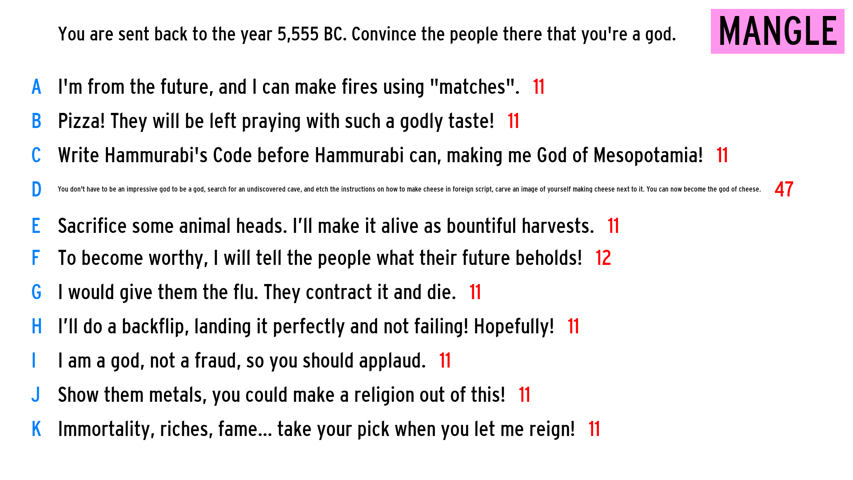 You are sent back to the year 5,555 BC. Convince the people there that you're a god.
MANGLE
A I'm from the future, and I can make fires using "matches". 11
B Pizza! They will be left praying with such a godly taste! 11
C Write Hammurabi's Code before Hammurabi can, making me God of Mesopotamia! 11
D You don't have to be an impressive god to be a god, search for an undiscovered cave, and etch the instructions on how to make cheese in foreign script, carve an image of yourself making cheese next to it. You can now become the god of cheese. 47
E Sacrifice some animal heads. I’ll make it alive as bountiful harvests. 11
F To become worthy, I will tell the people what their future beholds! 12
G I would give them the flu. They contract it and die. 11
H I’ll do a backflip, landing it perfectly and not failing! Hopefully! 11
I I am a god, not a fraud, so you should applaud. 11
J Show them metals, you could make a religion out of this! 11
K Immortality, riches, fame... take your pick when you let me reign! 11